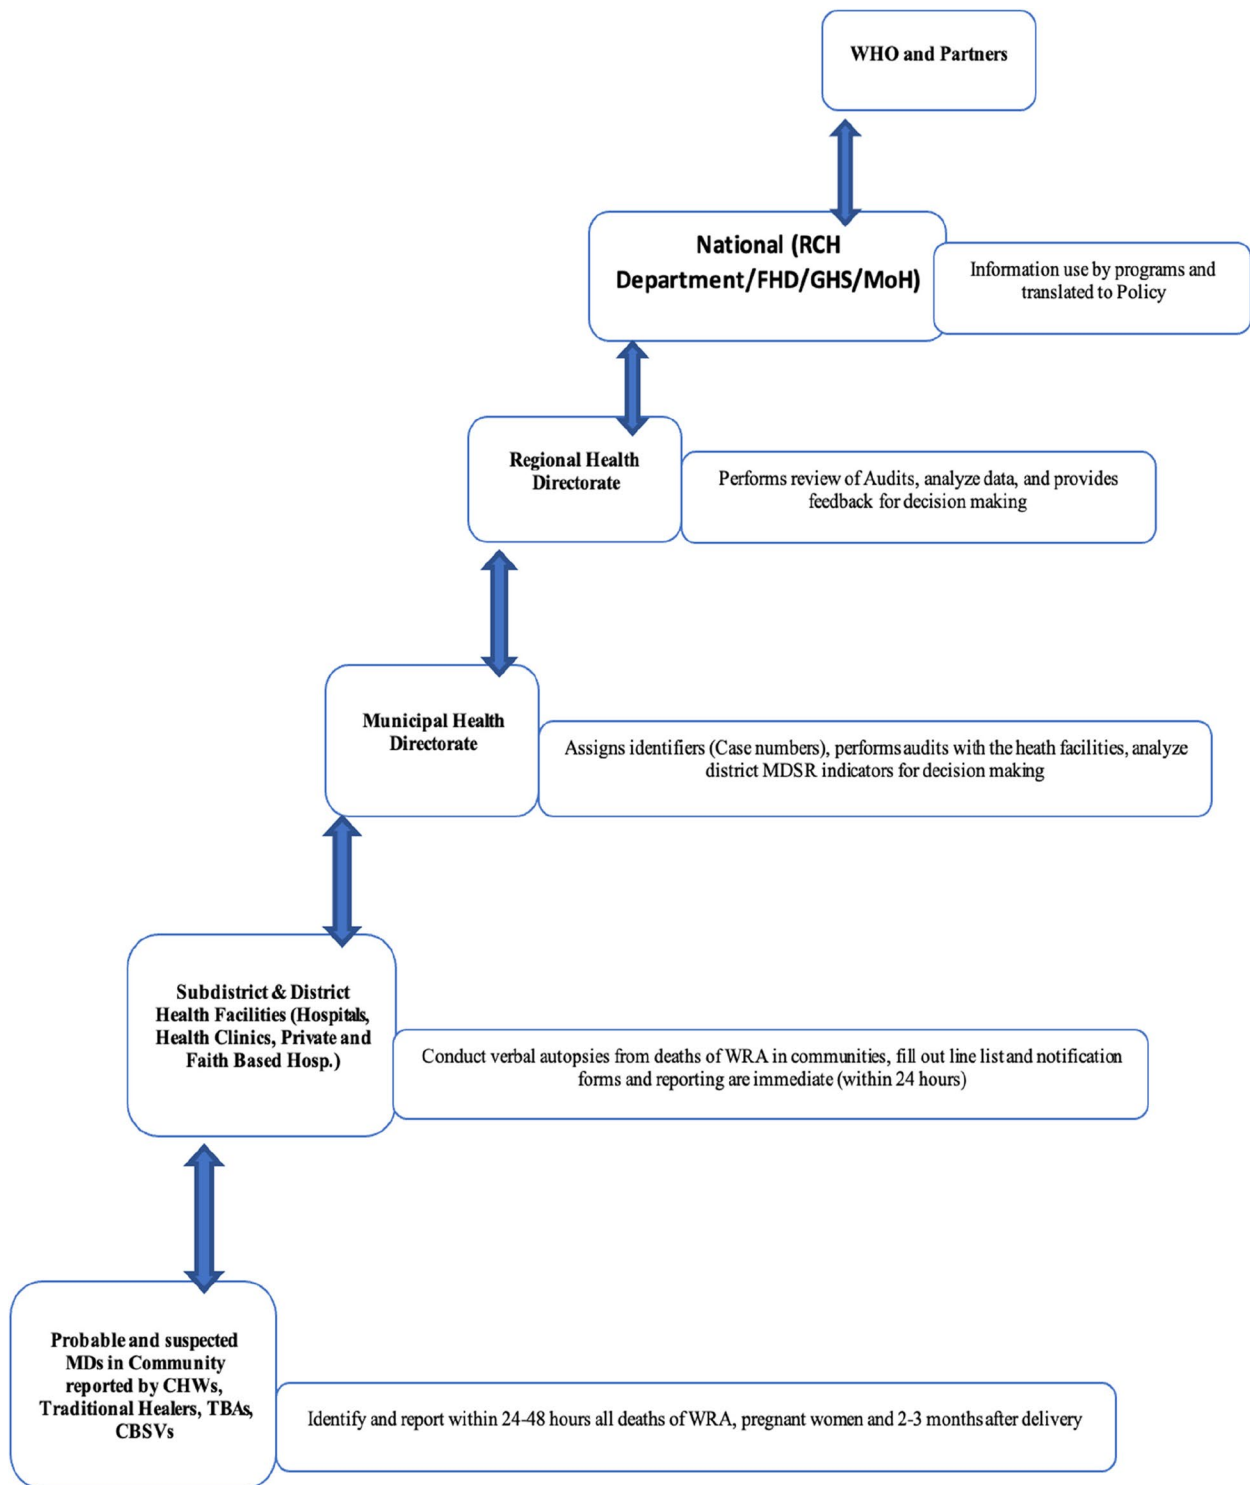 WHO and Partners
National (RCH
Department/FHD/GHS/MoH)
Information use by programs and
translated to Policy
Regional Health
Directorate
Performs review of Audits, analyze data, and provides
feedback for decision making
Municipal Health
Directorate
Assigns identifiers (Case numbers), performs audits with the heath facilities, analyze
district MDSR indicators for decision making
Subdistrict & District
Health Facilities (Hospitals,
Health Clinics, Private and
Faith Based Hosp.)
Conduct verbal autopsies from deaths of WRA in communities, fill out line list and notification
forms and reporting are immediate (within 24 hours)
Probable and suspected
MDs in Community
reported by CHWs,
Traditional Healers, TBAs,
CBSVs
Identify and report within 24-48 hours all deaths of WRA, pregnant women and 2-3 months after delivery